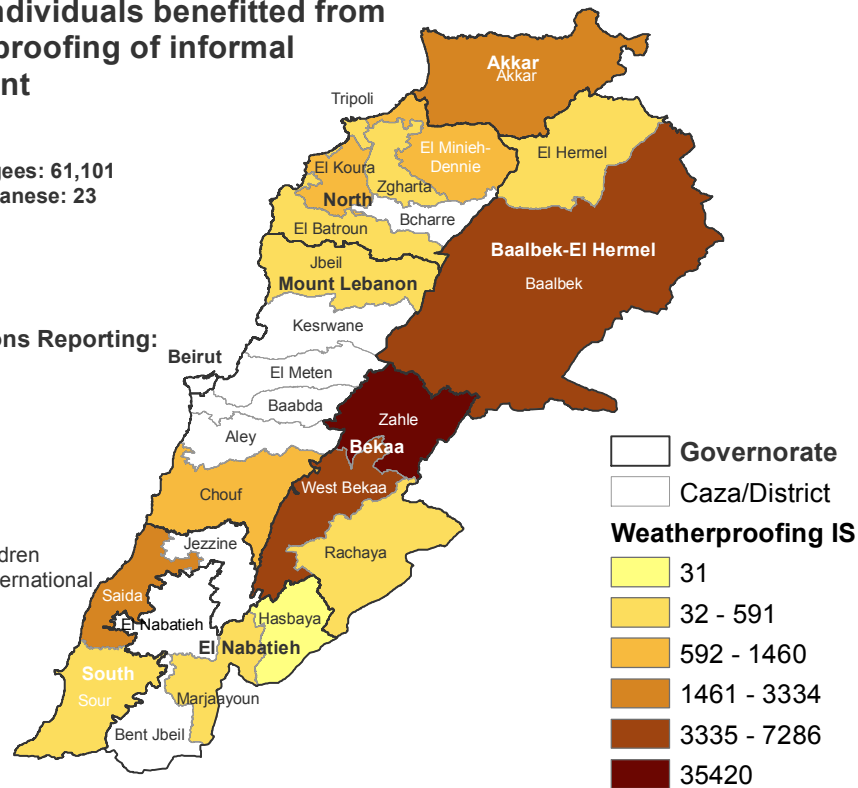 ndividuals benefitted from
proofing of informal
nt
gees: 61,101
anese: 23
ons Reporting:
dren
ernational
Akkar
Akkar
Tripoli
El Minieh-
Dennie
El Hermel
El Koura
Zgharta
North
Bcharre
El Batroun
Baalbek-El Hermel
Baalbek
Jbeil
Mount Lebanon
Kesrwane
Beirut
El Meten
Baabda
Zahle
Aley
Bekaa
West Bekaa
Chouf
Jezzine
Rachaya
Saida
Hasbaya
El Nabatieh
El Nabatieh
South
Sour
Marjaayoun
Bent Jbeil
Governorate
Caza/District
Weatherproofing IS
31
32 - 591
592 - 1460
1461 - 3334
3335 - 7286
35420